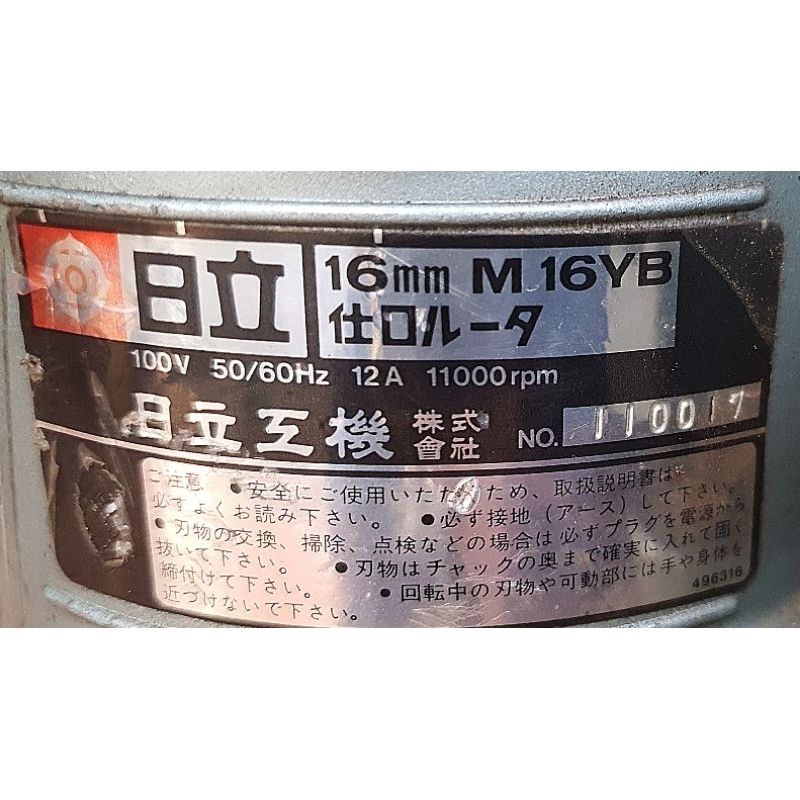 日立
16mm M 16YB
仕口ルータ
100V 50/60Hz 12A 11000rpm
日立工機 株式會社 NO. 110017
ご注意 ●安全にご使用いただくため、取扱説明書は
必ずよくお読み下さい。 ●必ず接地(アース)して下さい。
●刃物の交換、掃除、点検などの場合は必ずプラグを電源から
抜いて下さい。 ●刃物はチャックの奥まで確実に入れて固く
締付けて下さい。 ●回転中の刃物や可動部には手や身体を
近づけないで下さい。
496316